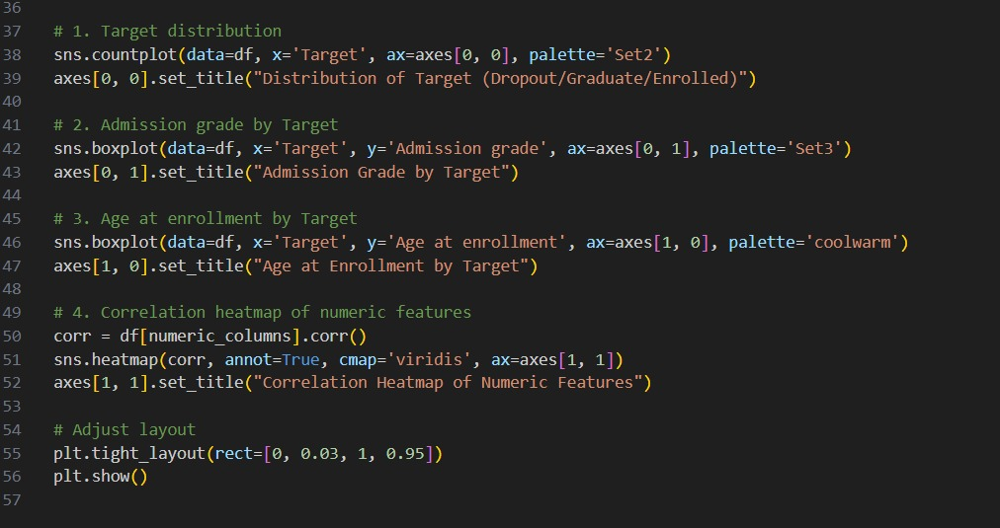 36
37 # 1. Target distribution
38 sns.countplot(data=df, x='Target', ax=axes[0, 0], palette='Set2')
39 axes[0, 0].set_title("Distribution of Target (Dropout/Graduate/Enrolled)")
40
41 # 2. Admission grade by Target
42 sns.boxplot(data=df, x='Target', y='Admission grade', ax=axes[0, 1], palette='Set3')
43 axes[0, 1].set_title("Admission Grade by Target")
44
45 # 3. Age at enrollment by Target
46 sns.boxplot(data=df, x='Target', y='Age at enrollment', ax=axes[1, 0], palette='coolwarm')
47 axes[1, 0].set_title("Age at Enrollment by Target")
48
49 # 4. Correlation heatmap of numeric features
50 corr = df[numeric_columns].corr()
51 sns.heatmap(corr, annot=True, cmap='viridis', ax=axes[1, 1])
52 axes[1, 1].set_title("Correlation Heatmap of Numeric Features")
53
54 # Adjust layout
55 plt.tight_layout(rect=[0, 0.03, 1, 0.95])
56 plt.show()
57